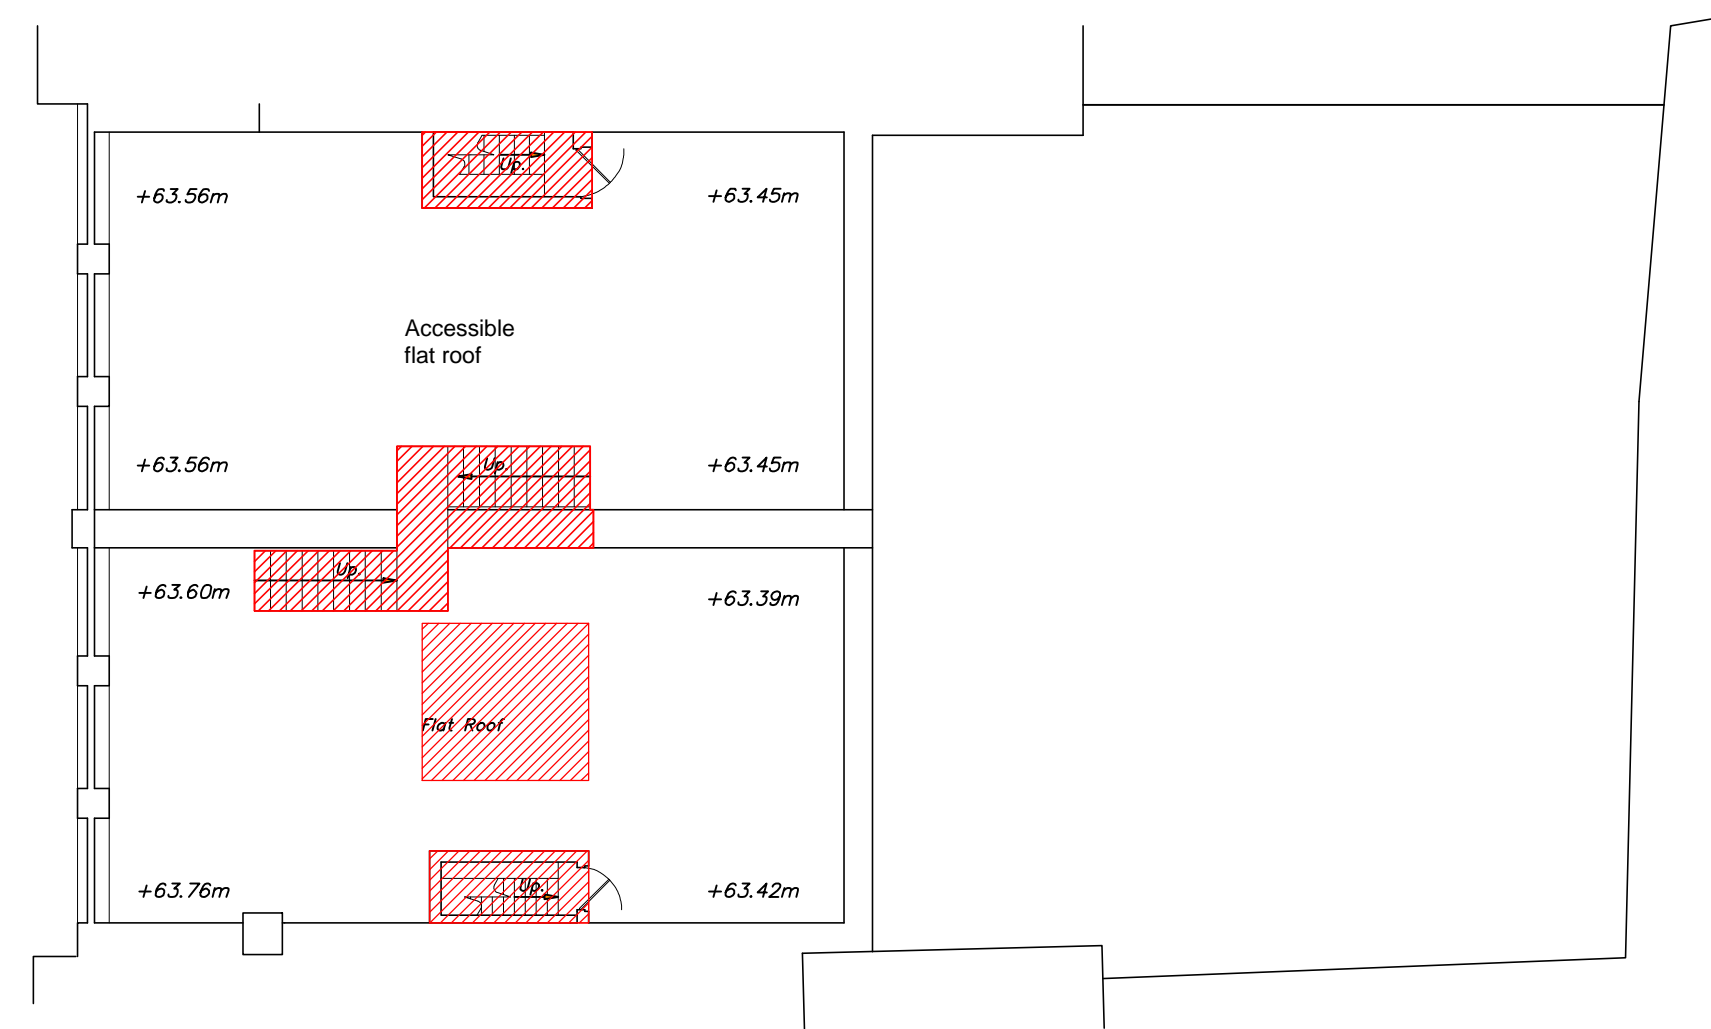 Up.
+63.56m
+63.45m
Accessible
flat roof
+63.56m
Up.
+63.45m
Up.
+63.60m
+63.39m
Flat Roof
+63.76m
Up.
+63.42m